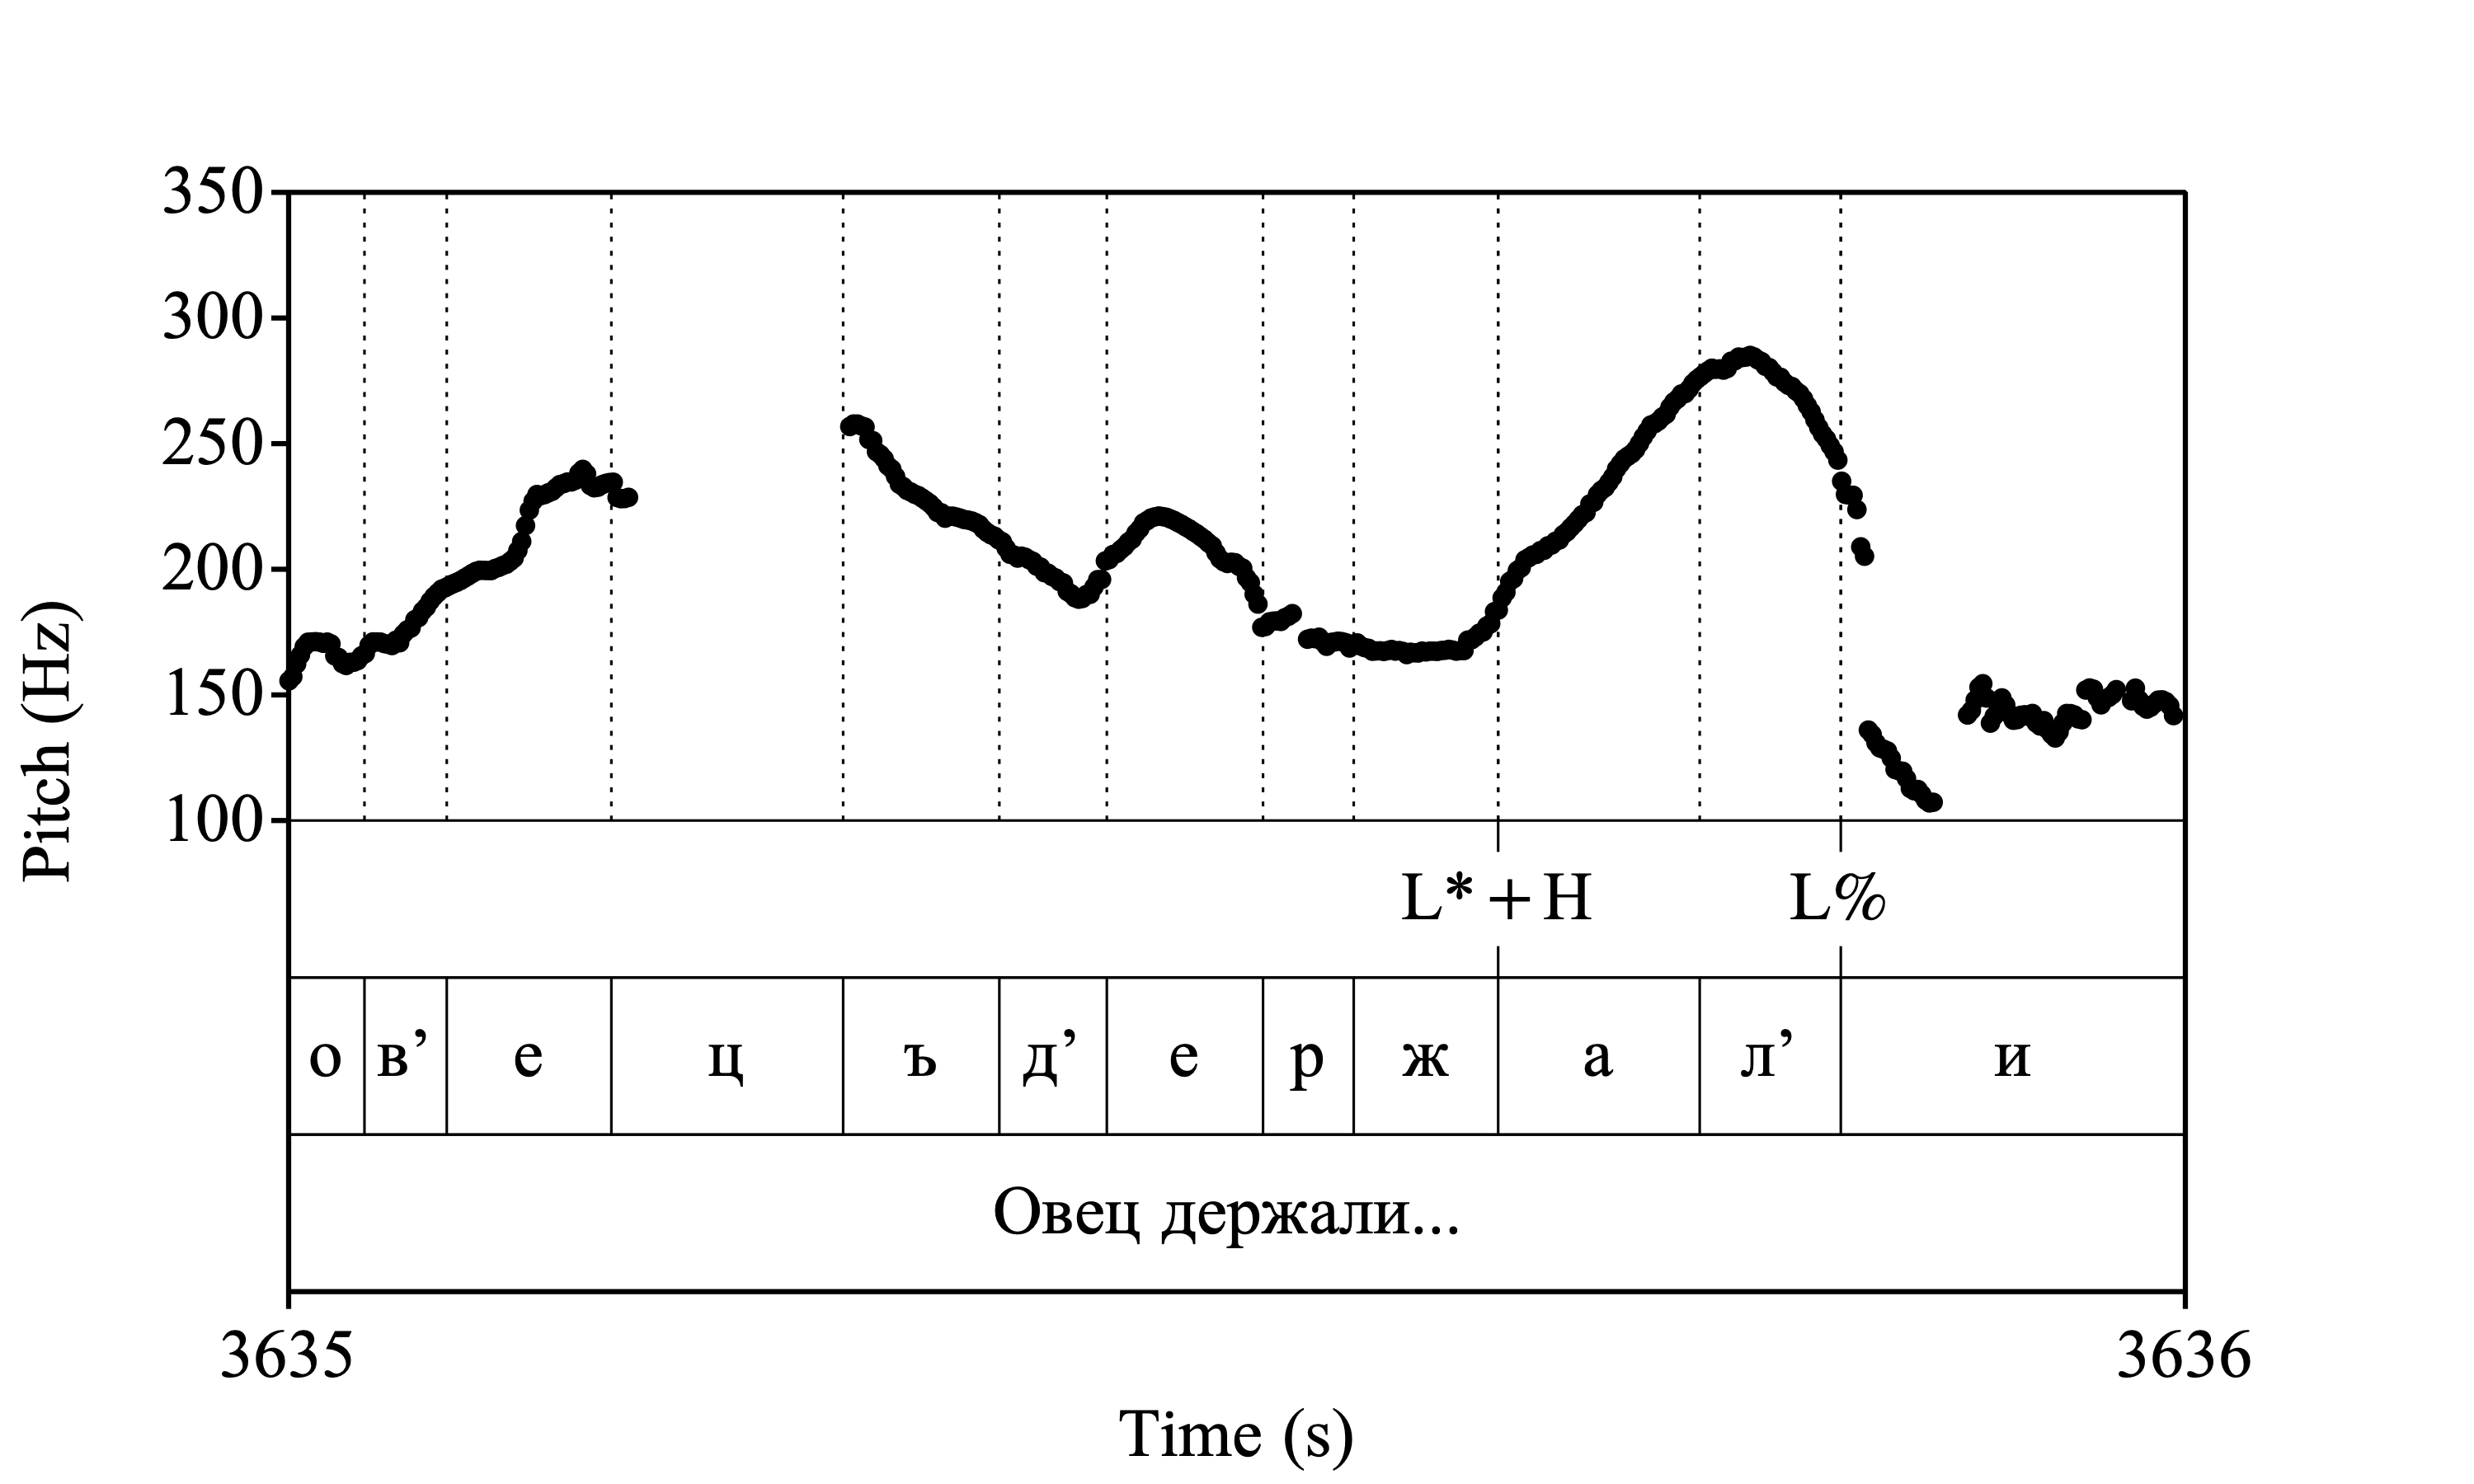 350
300
250
200
150
100
Pitch (Hz)
L*+H L%
о в’ е ц ъ д’ е р ж а л’ и
Овец держали...
3635 3636
Time (s)